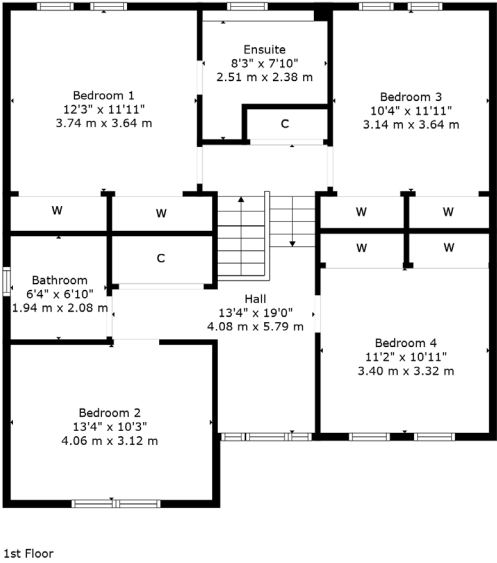 Ensuite
8'3" x 7'10"
2.51 m x 2.38 m
Bedroom 1
12'3" x 11'11"
3.74 m x 3.64 m
Bedroom 3
10'4" x 11'11"
3.14 m x 3.64 m
C
W
W
W
W
C
W
W
Bathroom
6'4" x 6'10"
1.94 m x 2.08 m
Hall
13'4" x 19'0"
4.08 m x 5.79 m
Bedroom 4
11'2" x 10'11"
3.40 m x 3.32 m
Bedroom 2
13'4" x 10'3"
4.06 m x 3.12 m
1st Floor